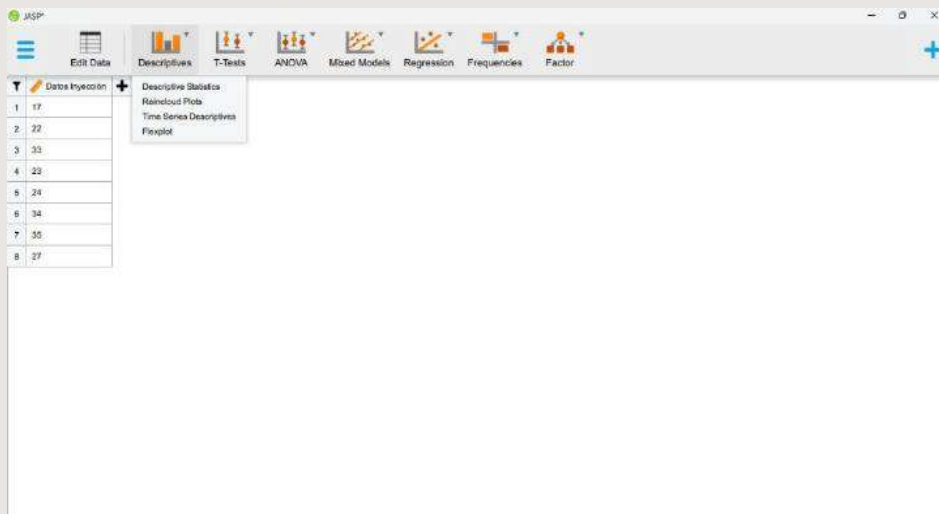 JASP*
Edit Data
Descriptives
T-Tests
ANOVA
Mixed Models
Regression
Frequencies
Factor
Datos Inyección
Descriptive Statistics
Raincloud Plots
Time Series Descriptives
Flexplot
1 17
2 22
3 33
4 23
5 24
6 34
7
8 27